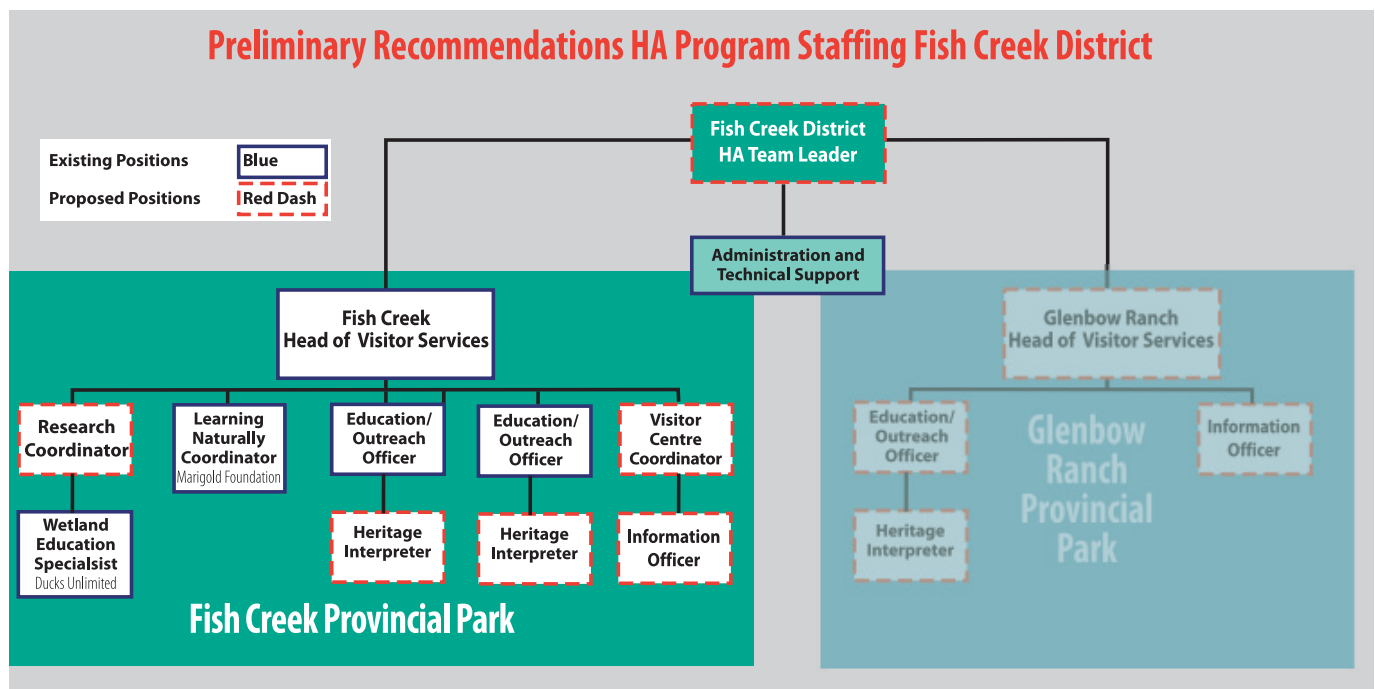 Preliminary Recommendations HA Program Staffing Fish Creek District
Existing Positions
Blue
Proposed Positions
Red Dash
Fish Creek District
HA Team Leader
Administration and
Technical Support
Fish Creek
Head of Visitor Services
Research
Coordinator
Learning
Naturally
Coordinator
Marigold Foundation
Education/
Outreach
Officer
Education/
Outreach
Officer
Visitor
Centre
Coordinator
Wetland
Education
Specialsist
Ducks Unlimited
Heritage
Interpreter
Heritage
Interpreter
Information
Officer
Fish Creek Provincial Park
Glenbow Ranch
Head of Visitor Services
Education/
Outreach
Officer
Information
Officer
Heritage
Interpreter
Glenbow
Ranch
Provincial
Park